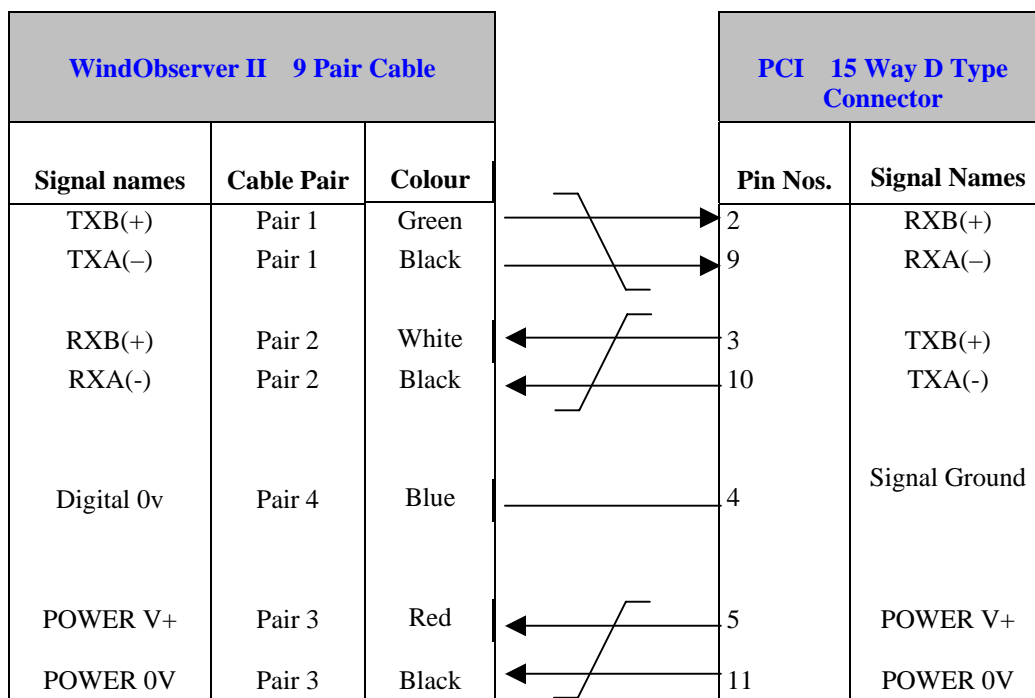 WindObserver II 9 Pair Cable
PCI 15 Way D Type
Connector
Signal names Cable Pair Colour Pin Nos. Signal Names
TXB(+) Pair 1 Green 2 RXB(+)
TXA(–) Pair 1 Black 9 RXA(–)
RXB(+) Pair 2 White 3 TXB(+)
RXA(-) Pair 2 Black 10 TXA(-)
Digital 0v Pair 4 Blue 4 Signal Ground
POWER V+ Pair 3 Red 5 POWER V+
POWER 0V Pair 3 Black 11 POWER 0V